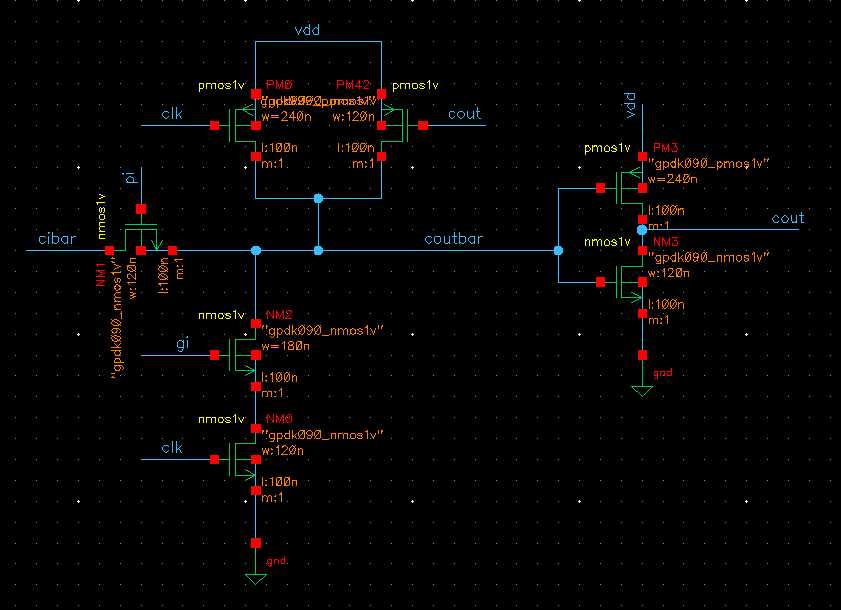 vdd
pmos1v PM0 PM42 pmos1v
clk w=240n w:120n cout
l:100n l:100n
m:1 m:1
pi
nmos1v
cibar
NM1
"gpdk090_nmos1v"
w:120n
l:100n
m:1
coutbar
nmos1v NM2
"gpdk090_nmos1v"
gi w=180n
l:100n
m:1
nmos1v NM0
"gpdk090_nmos1v"
clk w:120n
l:100n
m:1
gnd
vdd
pmos1v PM3
"gpdk090_pmos1v"
w=240n
l:100n
m:1
cout
nmos1v NM3
"gpdk090_nmos1v"
w:120n
l:100n
m:1
gnd